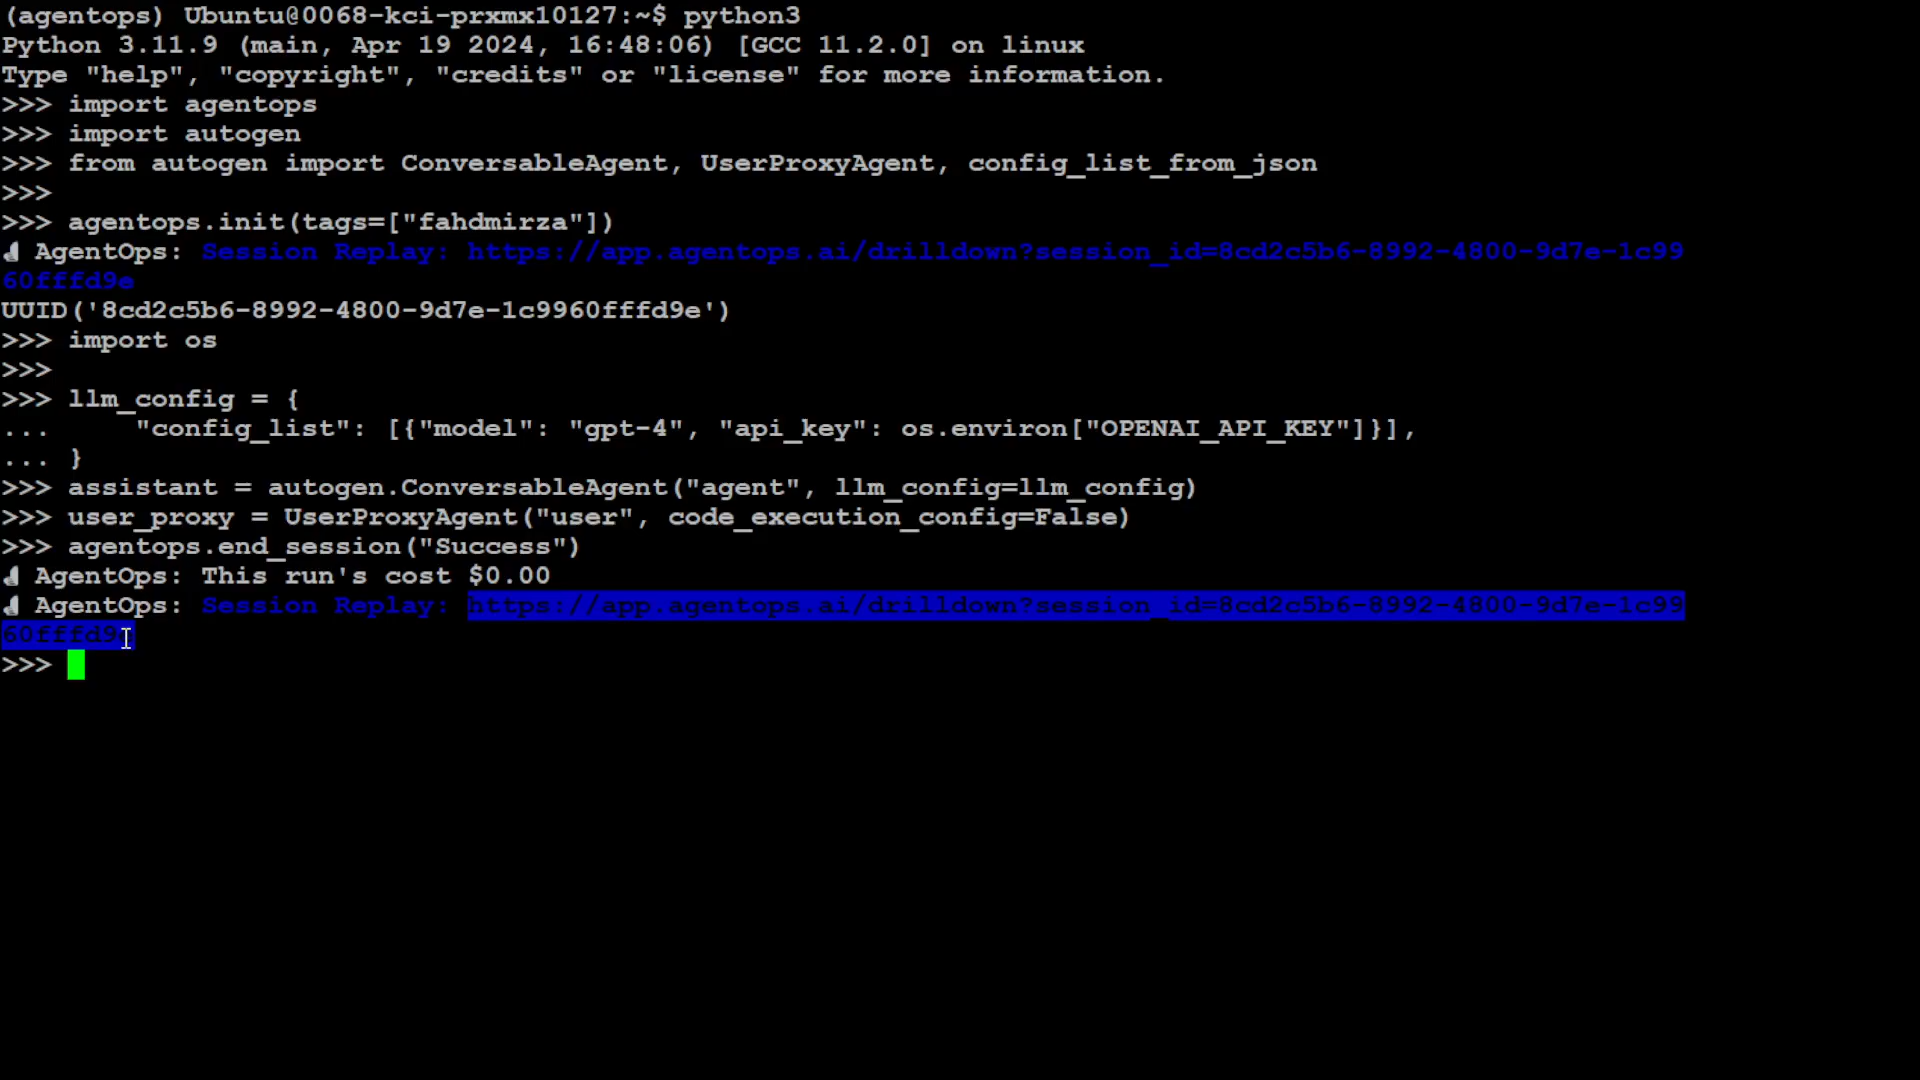 (agentops) Ubuntu@0068-kci-prxmx10127:~$ python3
Python 3.11.9 (main, Apr 19 2024, 16:48:06) [GCC 11.2.0] on linux
Type "help", "copyright", "credits" or "license" for more information.
>>> import agentops
>>> import autogen
>>> from autogen import ConversableAgent, UserProxyAgent, config_list_from_json
>>>
>>> agentops.init(tags=["fahdmirza"])
AgentOps: Session Replay: https://app.agentops.ai/drilldown?session_id=8cd2c5b6-8992-4800-9d7e-1c99
60fffd9e
UUID('8cd2c5b6-8992-4800-9d7e-1c9960fffd9e')
>>> import os
>>>
>>> llm_config = {
...     "config_list": [{"model": "gpt-4", "api_key": os.environ["OPENAI_API_KEY"]}],
... }
>>> assistant = autogen.ConversableAgent("agent", llm_config=llm_config)
>>> user_proxy = UserProxyAgent("user", code_execution_config=False)
>>> agentops.end_session("Success")
AgentOps: This run's cost $0.00
AgentOps: Session Replay: https://app.agentops.ai/drilldown?session_id=8cd2c5b6-8992-4800-9d7e-1c99
60fffd9e
>>>